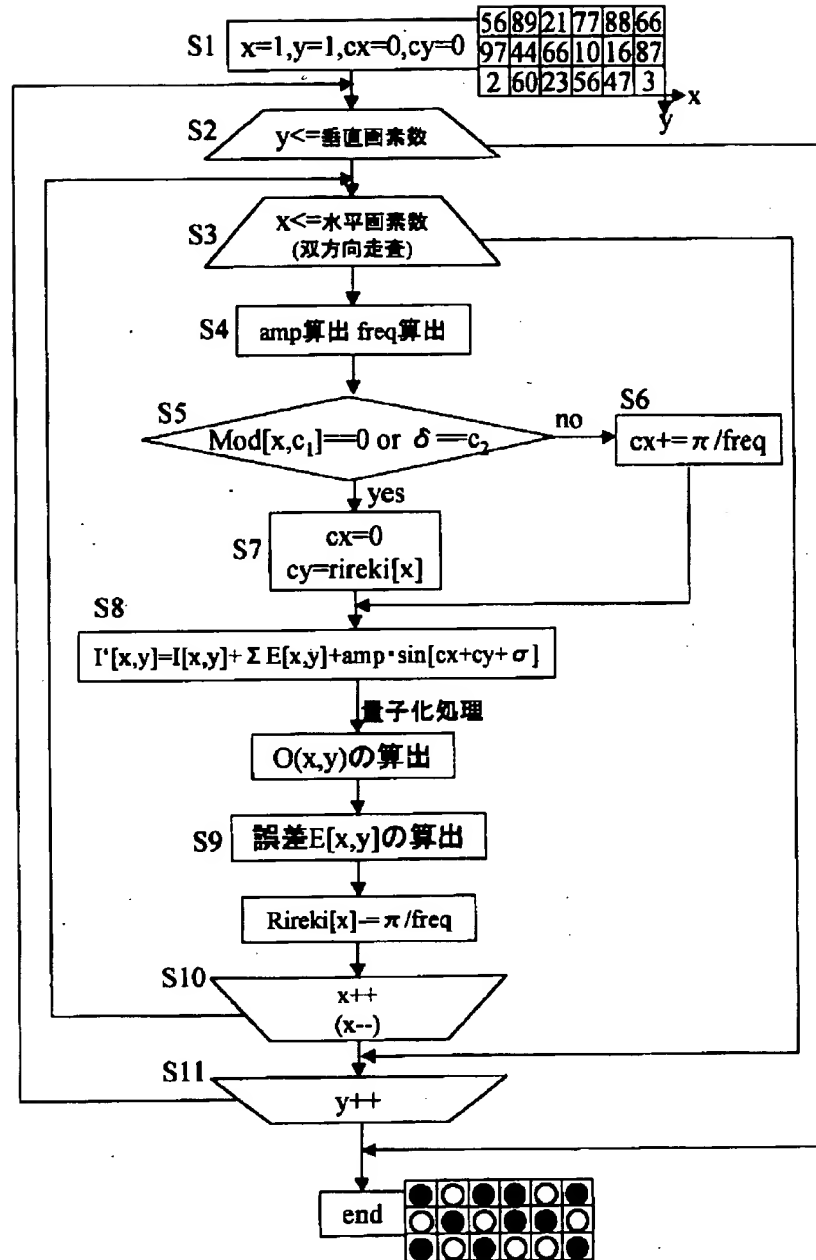 S1
x=1,y=1,cx=0,cy=0
56 89 21 77 88 66
97 44 66 10 16 87
2 60 23 56 47 3
x
y
S2
y<=垂直画素数
S3
x<=水平画素数
(双方向走査)
S4
amp算出 freq算出
S5
Mod[x,c₁]==0 or δ==c₂
no
S6
cx+=π/freq
yes
S7
cx=0
cy=rireki[x]
S8
I'[x,y]=I[x,y]+ΣE[x,y]+amp・sin[cx+cy+σ]
量子化処理
O(x,y)の算出
S9
誤差E[x,y]の算出
Rireki[x]-=π/freq
S10
x++
(x--)
S11
y++
end